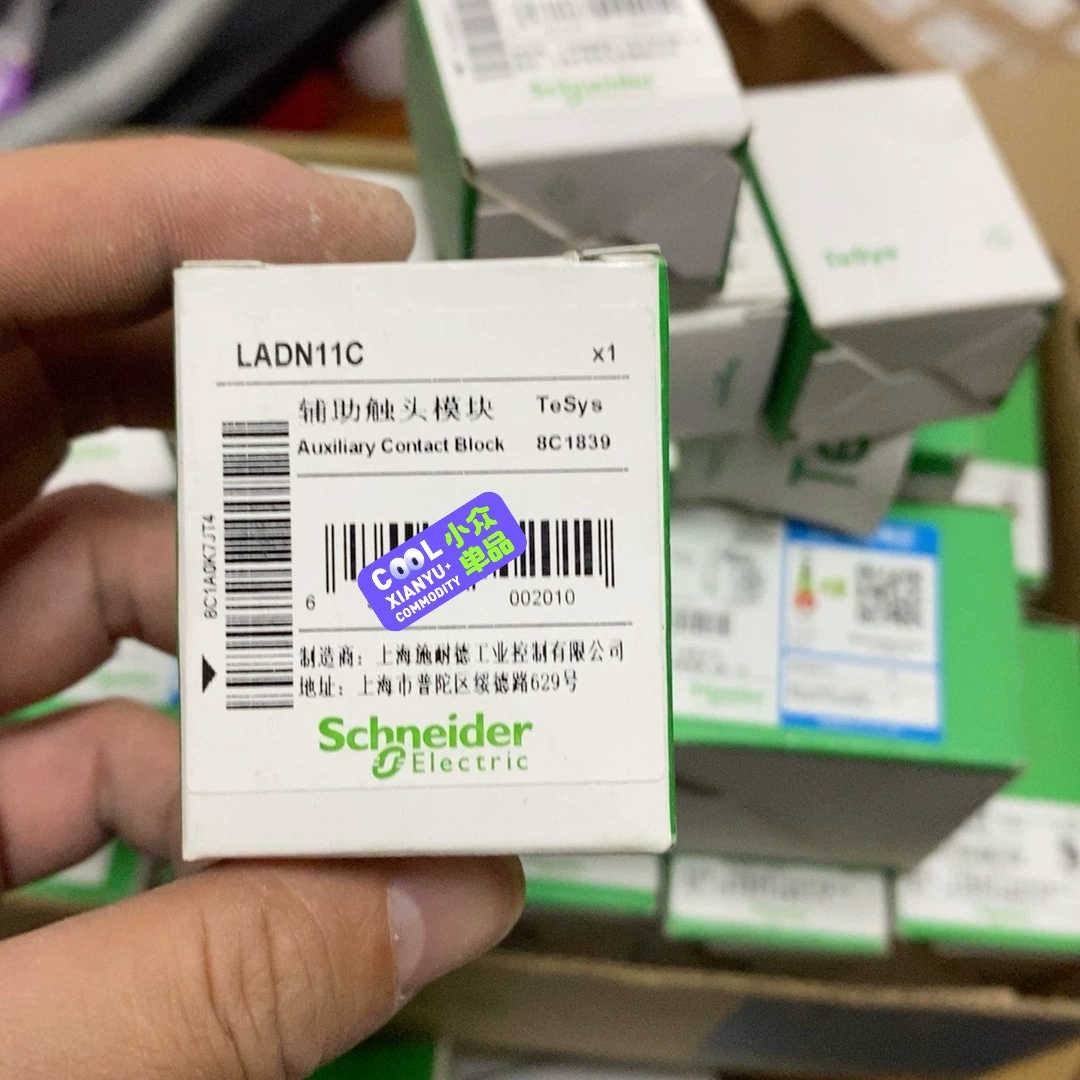 Schneider
TeSys
LADN11C x1
辅助触头模块 TeSys
Auxiliary Contact Block 8C1839
8C1A0K7JT4
COOL 小众
XIANYU+ 单品
COMMODITY
6 002010
制造商：上海施耐德工业控制有限公司
地址：上海市普陀区绥德路629号
Schneider
Electric